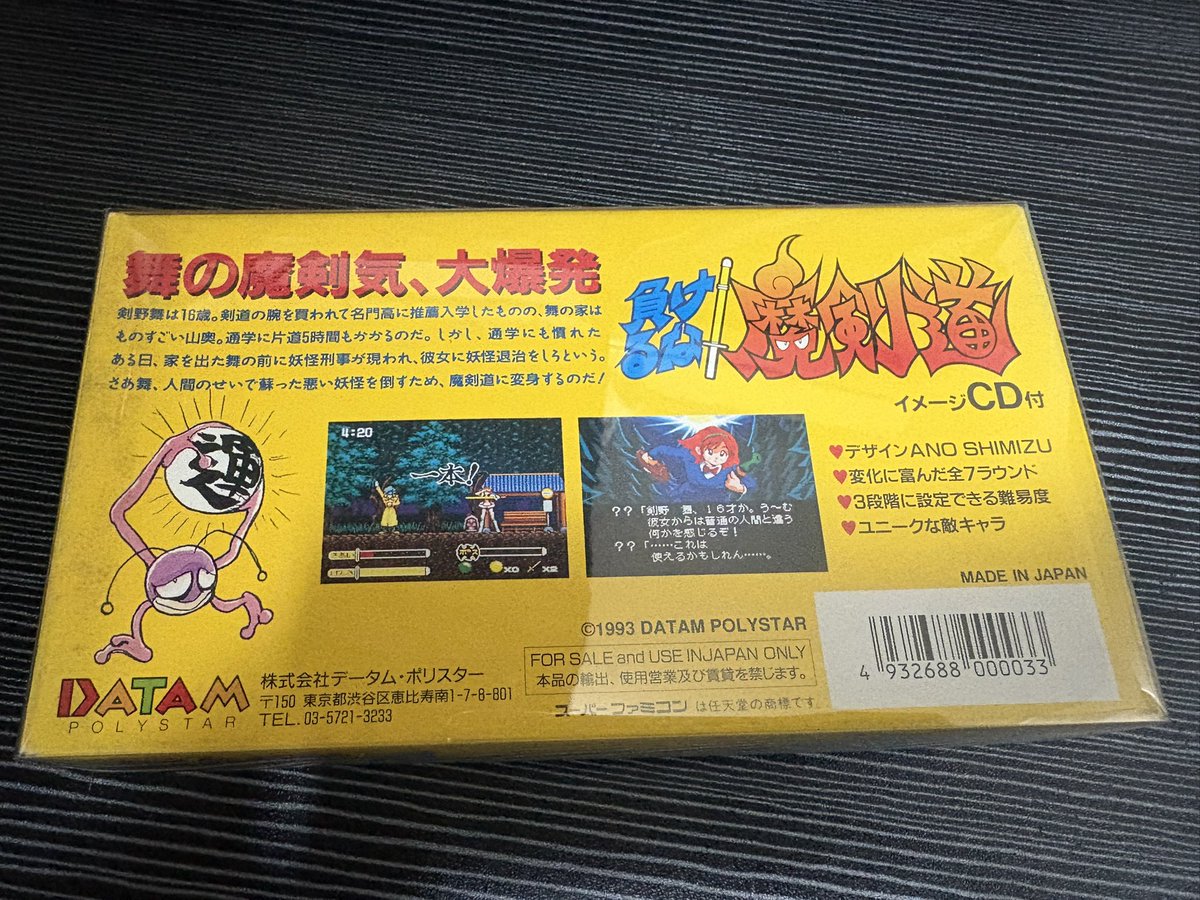 舞の魔剣気、大爆発
剣野舞は16歳。剣道の腕を買われて名門高に推薦入学したものの、舞の家は
ものすごい山奥。通学に片道5時間もかかるのだ。しかし、通学にも慣れた
ある日、家を出た舞の前に妖怪刑事が現われ、彼女に妖怪退治をしろという。
さあ舞、人間のせいで蘇った悪い妖怪を倒すため、魔剣道に変身するのだ!
負けるな
魔剣道
イメージCD付
4:20
一本!
×0
×2
??「剣野 舞、16才か。う〜む
彼女からは普通の人間と違う
何かを感じるぞ!
??「……これは
使えるかもしれん……。
♥デザインANO SHIMIZU
♥変化に富んだ全7ラウンド
♥3段階に設定できる難易度
♥ユニークな敵キャラ
MADE IN JAPAN
©1993 DATAM POLYSTAR
FOR SALE and USE IN JAPAN ONLY
本品の輸出、使用営業及び賃貸を禁じます。
スーパーファミコン は任天堂の商標です
4 932688 000033
DATAM
POLYSTAR
株式会社データム・ポリスター
〒150 東京都渋谷区恵比寿南1-7-8-801
TEL. 03-5721-3233